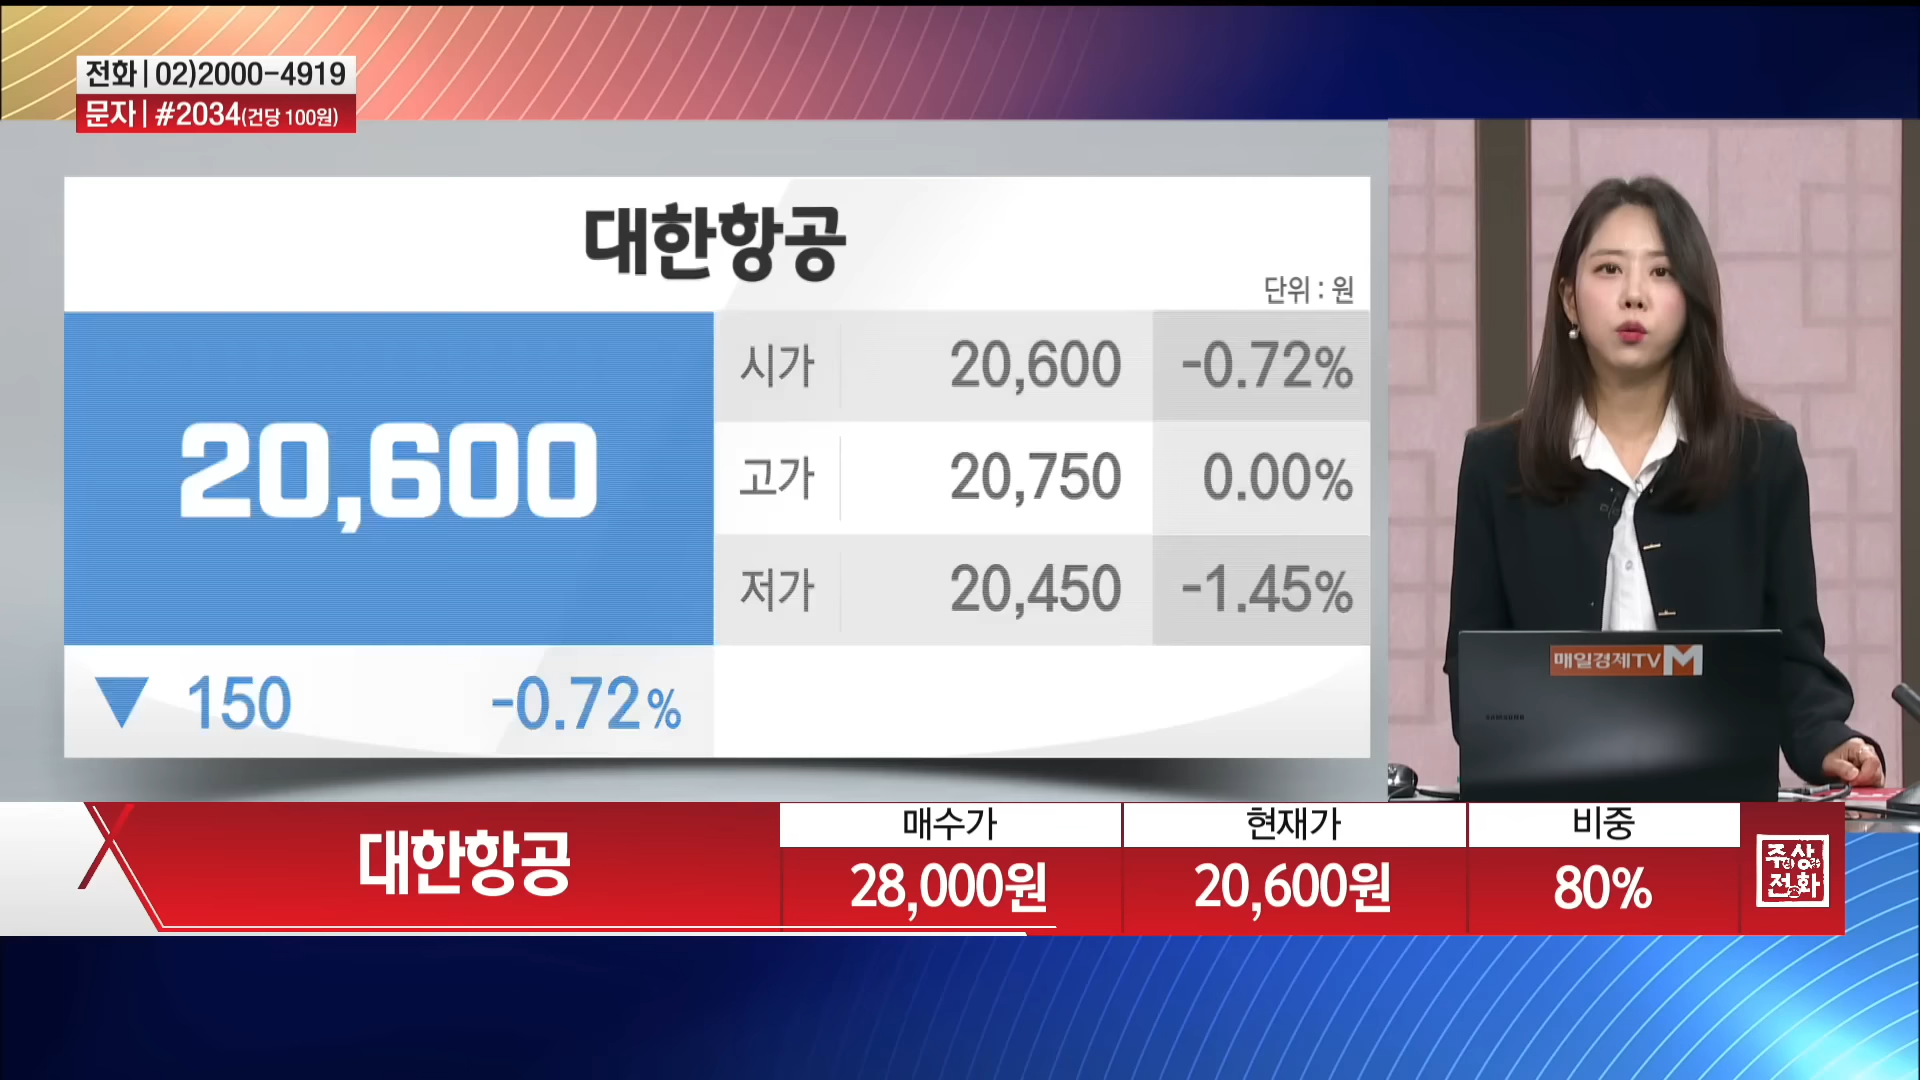 전화 | 02)2000-4919
문자 | #2034(건당 100원)
대한항공
단위 : 원
20,600
▼ 150 -0.72%
시가 20,600 -0.72%
고가 20,750 0.00%
저가 20,450 -1.45%
매일경제TV M
SAMSUNG
대한항공
매수가 현재가 비중
28,000원 20,600원 80%
주상
전화